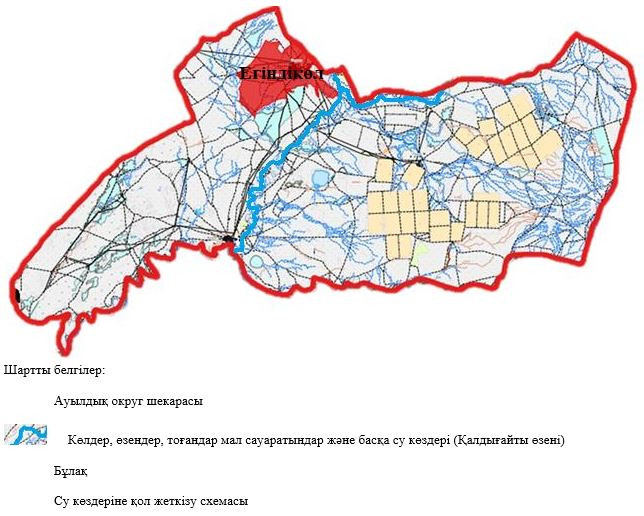 Егіндікөл
Шартты белгілер:
Ауылдық округ шекарасы
Көлдер, өзендер, тоғандар мал сауаратындар және басқа су көздері (Қалдығайты өзені)
Бұлақ
Су көздеріне қол жеткізу схемасы